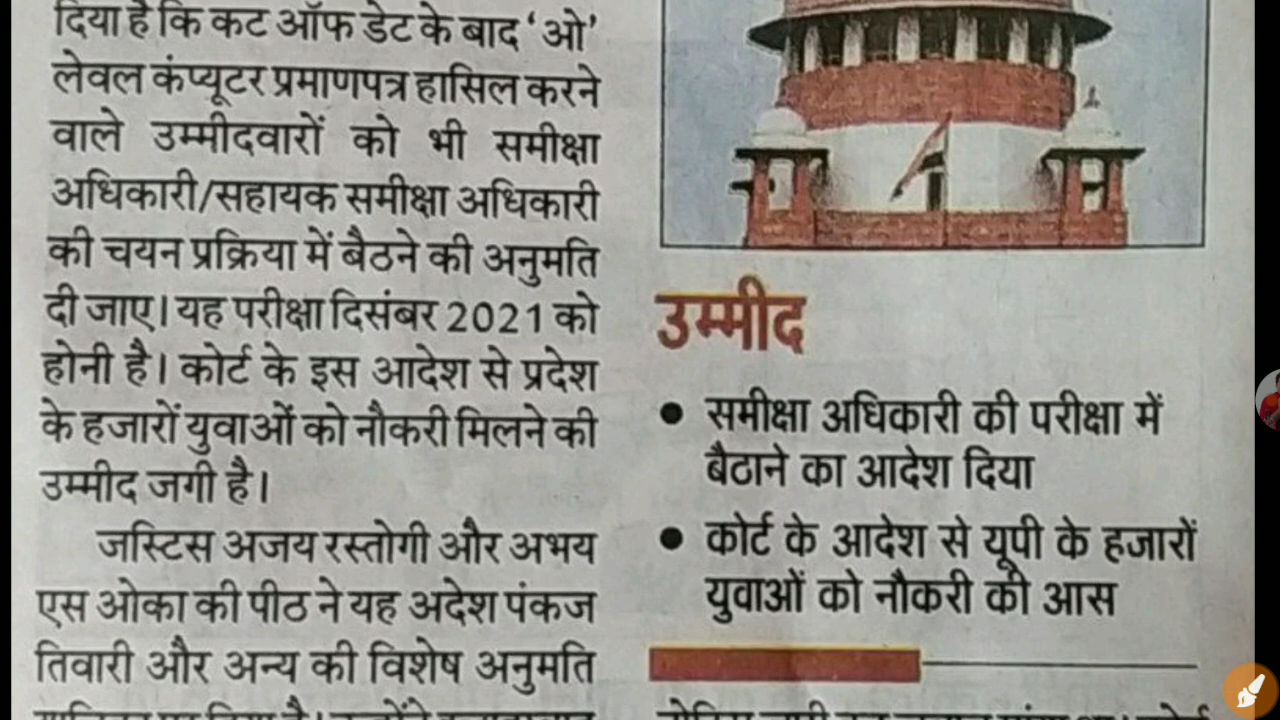 दिया है कि कट ऑफ डेट के बाद ‘ओ’
लेवल कंप्यूटर प्रमाणपत्र हासिल करने
वाले उम्मीदवारों को भी समीक्षा
अधिकारी/सहायक समीक्षा अधिकारी
की चयन प्रक्रिया में बैठने की अनुमति
दी जाए। यह परीक्षा दिसंबर 2021 को
होनी है। कोर्ट के इस आदेश से प्रदेश
के हजारों युवाओं को नौकरी मिलने की
उम्मीद जगी है।
जस्टिस अजय रस्तोगी और अभय
एस ओका की पीठ ने यह अदेश पंकज
तिवारी और अन्य की विशेष अनुमति
उम्मीद
● समीक्षा अधिकारी की परीक्षा में
बैठाने का आदेश दिया
● कोर्ट के आदेश से यूपी के हजारों
युवाओं को नौकरी की आस